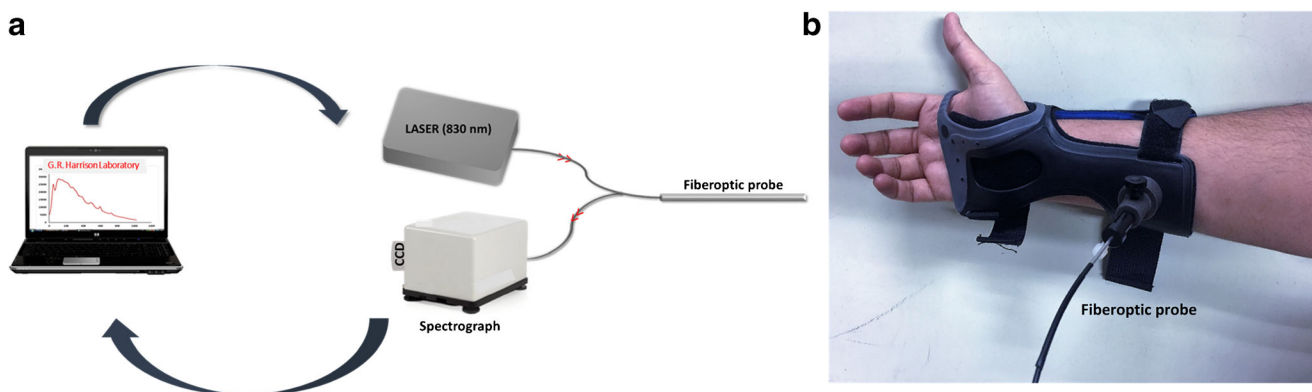 a
b
G.R. Harrison Laboratory
LASER (830 nm)
Fiberoptic probe
CCD
Spectrograph
Fiberoptic probe